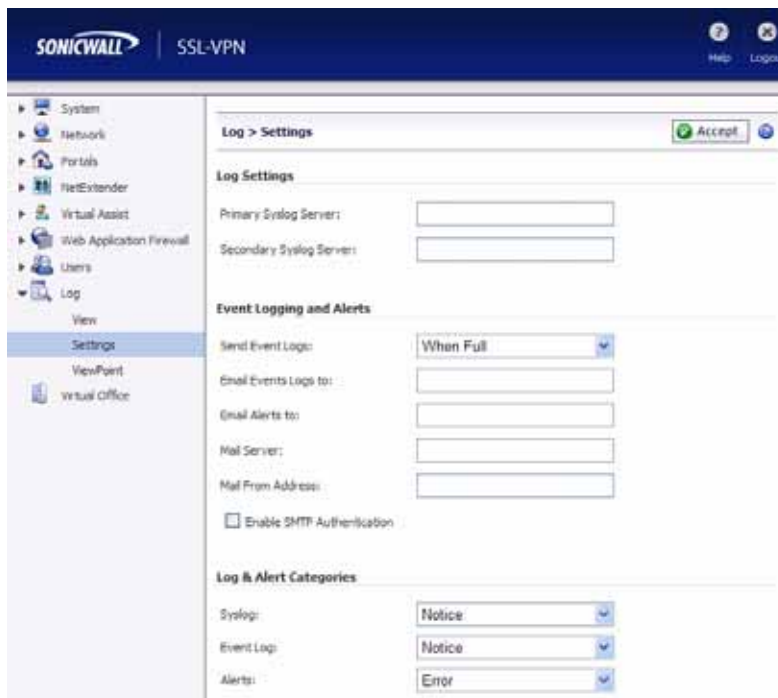 SONICWALL SSL-VPN
Help Logou
System
Network
Portals
NetExtender
Virtual Assist
Web Application Firewall
Users
Log
View
Settings
ViewPoint
Virtual Office
Log > Settings Accept
Log Settings
Primary Syslog Server:
Secondary Syslog Server:
Event Logging and Alerts
Send Event Logs: When Full
Email Events Logs to:
Email Alerts to:
Mail Server:
Mail From Address:
Enable SMTP Authentication
Log & Alert Categories
Syslog: Notice
Event Log: Notice
Alerts: Error